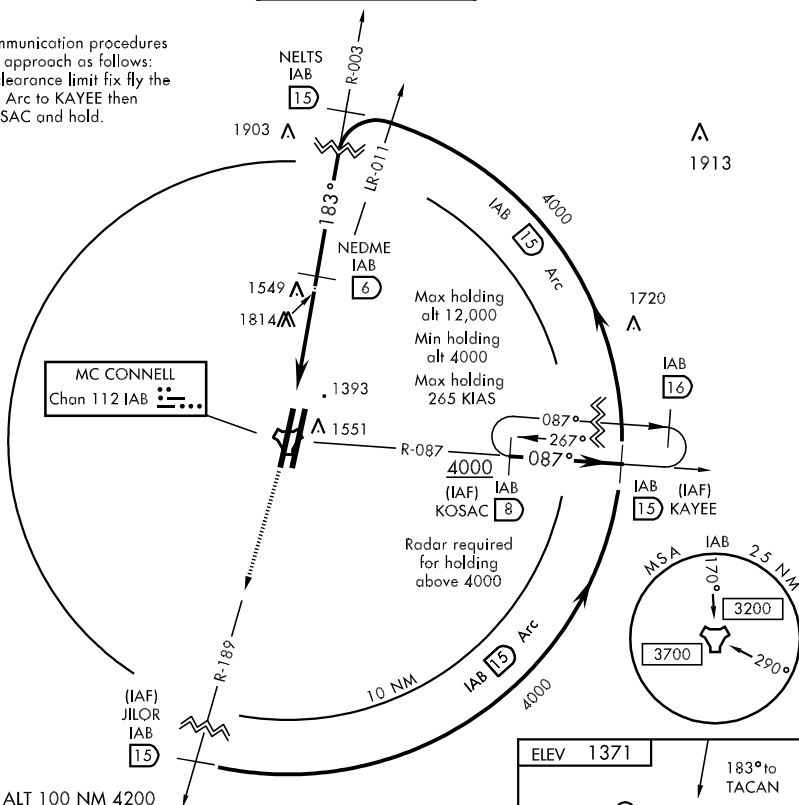 mmunication procedures
approach as follows:
learance limit fix fly the
Arc to KAYEE then
SAC and hold.
NELTS
IAB
15
R-003
1903
LR-011
183°
1913
4000
IAB 15 Arc
NEDME
IAB
6
1549
1814
Max holding
alt 12,000
Min holding
alt 4000
Max holding
265 KIAS
1720
IAB
16
MC CONNELL
Chan 112 IAB
1393
1551
R-087
087°
267°
087°
4000
(IAF)
KOSAC
IAB
8
IAB
15
(IAF)
KAYEE
Radar required
for holding
above 4000
MSA IAB 25 NM
170°
3200
3700
290°
R-189
10 NM
IAB 15 Arc
4000
(IAF)
JILOR
IAB
15
ALT 100 NM 4200
ELEV 1371
183° to
TACAN